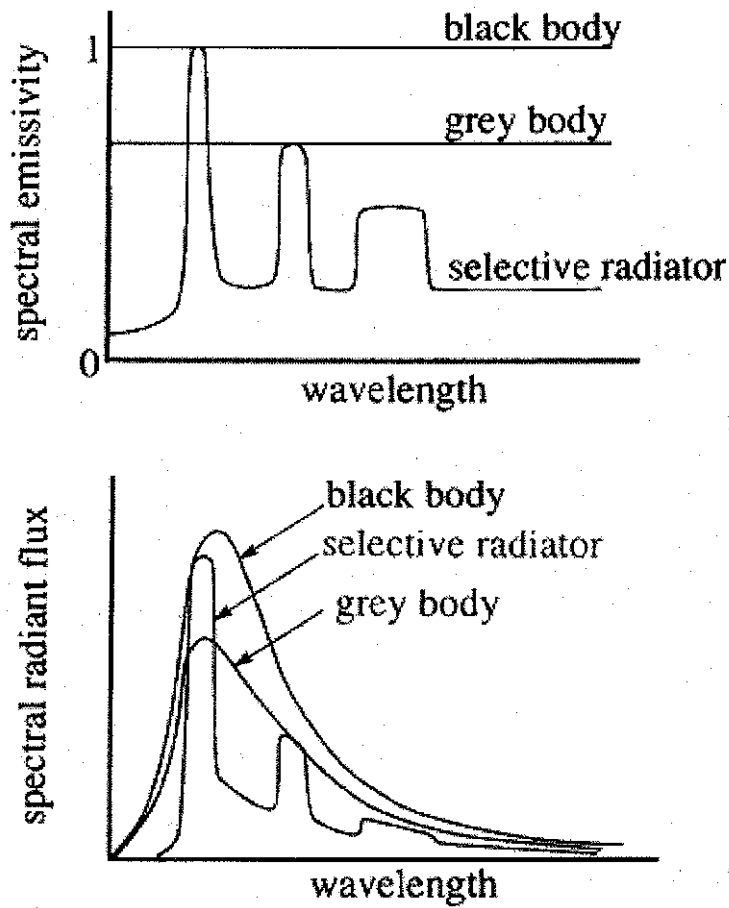 black body
1
grey body
spectral emissivity
selective radiator
0
wavelength
black body
selective radiator
grey body
spectral radiant flux
wavelength